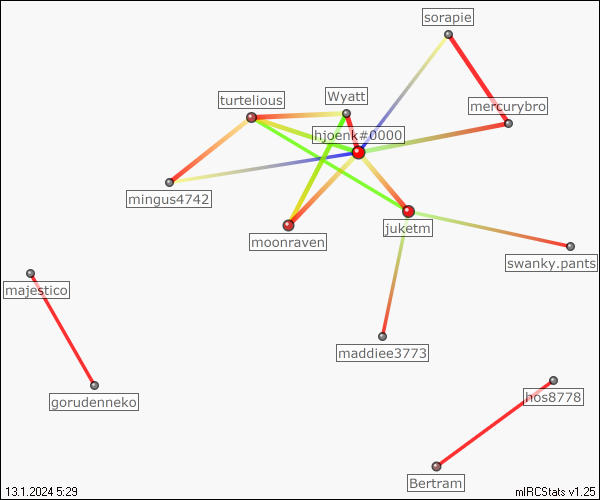 sorapie
turtelious
Wyatt
mercurybro
hjoenk#0000
mingus4742
juketm
moonraven
swanky.pants
majestico
maddiee3773
hos8778
gorudenneko
Bertram
13.1.2024 5:29
mIRCStats v1.25